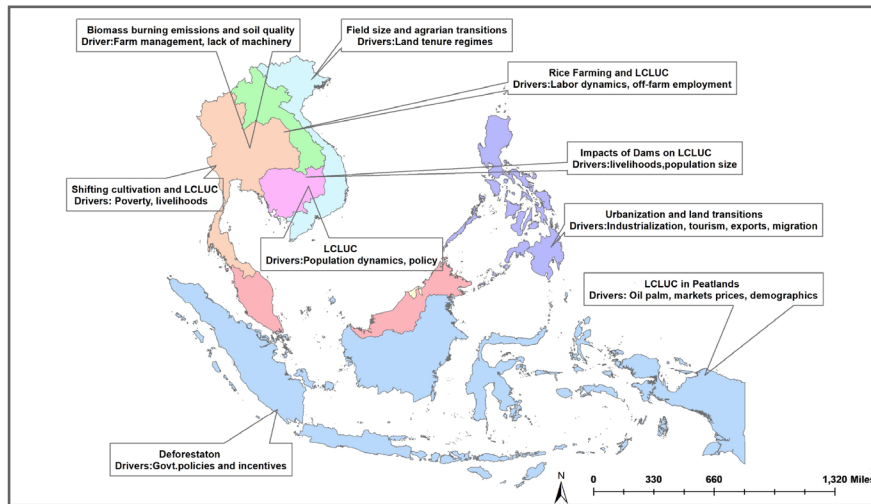 Biomass burning emissions and soil quality
Driver:Farm management, lack of machinery
Field size and agrarian transitions
Drivers:Land tenure regimes
Rice Farming and LCLUC
Drivers:Labor dynamics, off-farm employment
Impacts of Dams on LCLUC
Drivers:livelihoods,population size
Shifting cultivation and LCLUC
Drivers: Poverty, livelihoods
Urbanization and land transitions
Drivers:Industrialization, tourism, exports, migration
LCLUC
Drivers:Population dynamics, policy
LCLUC in Peatlands
Drivers: Oil palm, markets prices, demographics
Deforestaton
Drivers:Govt.policies and incentives
N
0 330 660 1,320 Miles